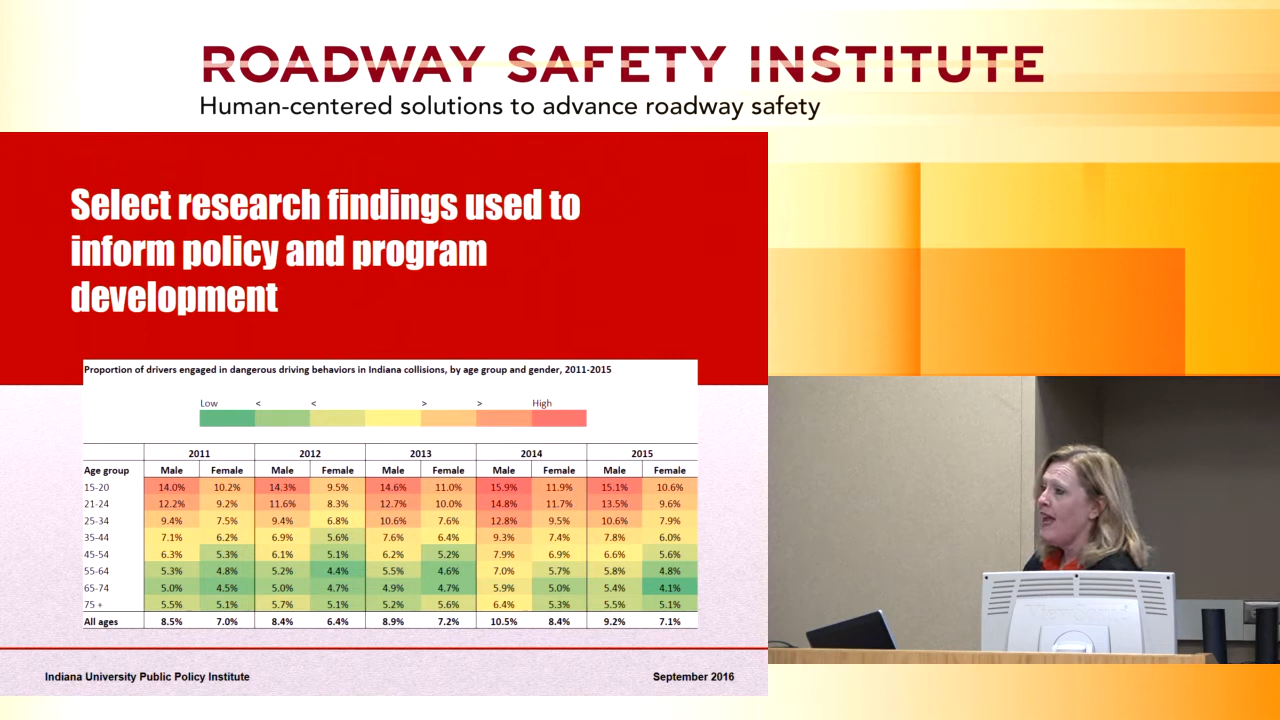 ROADWAY SAFETY INSTITUTE
Human-centered solutions to advance roadway safety
Select research findings used to
inform policy and program
development
Proportion of drivers engaged in dangerous driving behaviors in Indiana collisions, by age group and gender, 2011-2015
Low < < > > High
2011 2012 2013 2014 2015
Age group Male Female Male Female Male Female Male Female Male Female
15-20 14.0% 10.2% 14.3% 9.5% 14.6% 11.0% 15.9% 11.9% 15.1% 10.6%
21-24 12.2% 9.2% 11.6% 8.3% 12.7% 10.0% 14.8% 11.7% 13.5% 9.6%
25-34 9.4% 7.5% 9.4% 6.8% 10.6% 7.6% 12.8% 9.5% 10.6% 7.9%
35-44 7.1% 6.2% 6.9% 5.6% 7.6% 6.4% 9.3% 7.4% 7.8% 6.0%
45-54 6.3% 5.3% 6.1% 5.1% 6.2% 5.2% 7.9% 6.9% 6.6% 5.6%
55-64 5.3% 4.8% 5.2% 4.4% 5.5% 4.6% 7.0% 5.7% 5.8% 4.8%
65-74 5.0% 4.5% 5.0% 4.7% 4.9% 4.7% 5.9% 5.0% 5.4% 4.1%
75 + 5.5% 5.1% 5.7% 5.1% 5.2% 5.6% 6.4% 5.3% 5.5% 5.1%
All ages 8.5% 7.0% 8.4% 6.4% 8.9% 7.2% 10.5% 8.4% 9.2% 7.1%
Indiana University Public Policy Institute September 2016